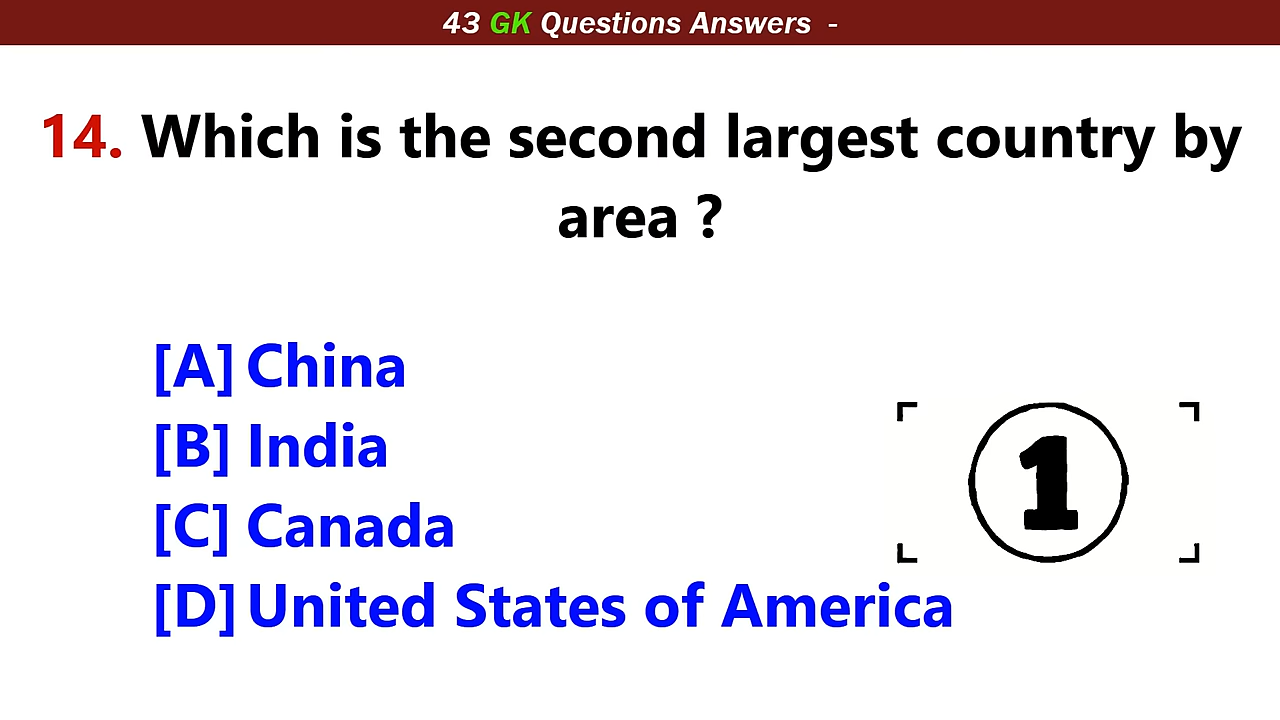 43 GK Questions Answers -
14. Which is the second largest country by
area ?
[A] China
[B] India
[C] Canada
[D] United States of America
1